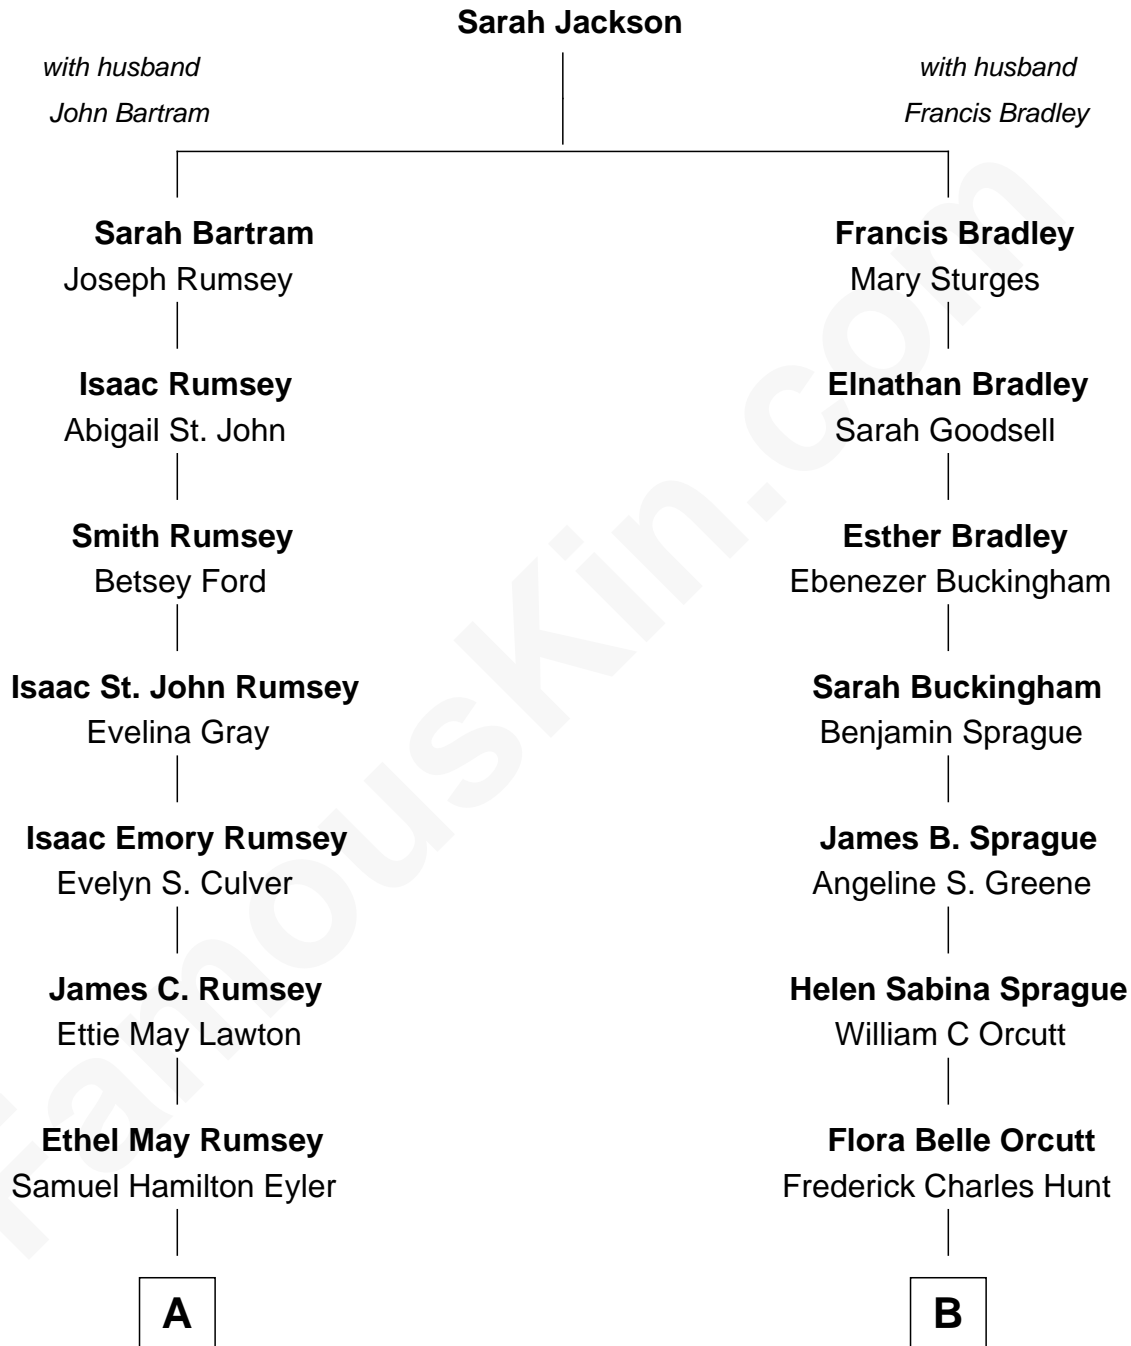 Sarah Jackson
with husband
John Bartram
with husband
Francis Bradley
Sarah Bartram
Joseph Rumsey
Francis Bradley
Mary Sturges
Isaac Rumsey
Abigail St. John
Elnathan Bradley
Sarah Goodsell
Smith Rumsey
Betsey Ford
Esther Bradley
Ebenezer Buckingham
Isaac St. John Rumsey
Evelina Gray
Sarah Buckingham
Benjamin Sprague
Isaac Emory Rumsey
Evelyn S. Culver
James B. Sprague
Angeline S. Greene
James C. Rumsey
Ettie May Lawton
Helen Sabina Sprague
William C Orcutt
Ethel May Rumsey
Samuel Hamilton Eyler
Flora Belle Orcutt
Frederick Charles Hunt
A
B
FamousKin.com